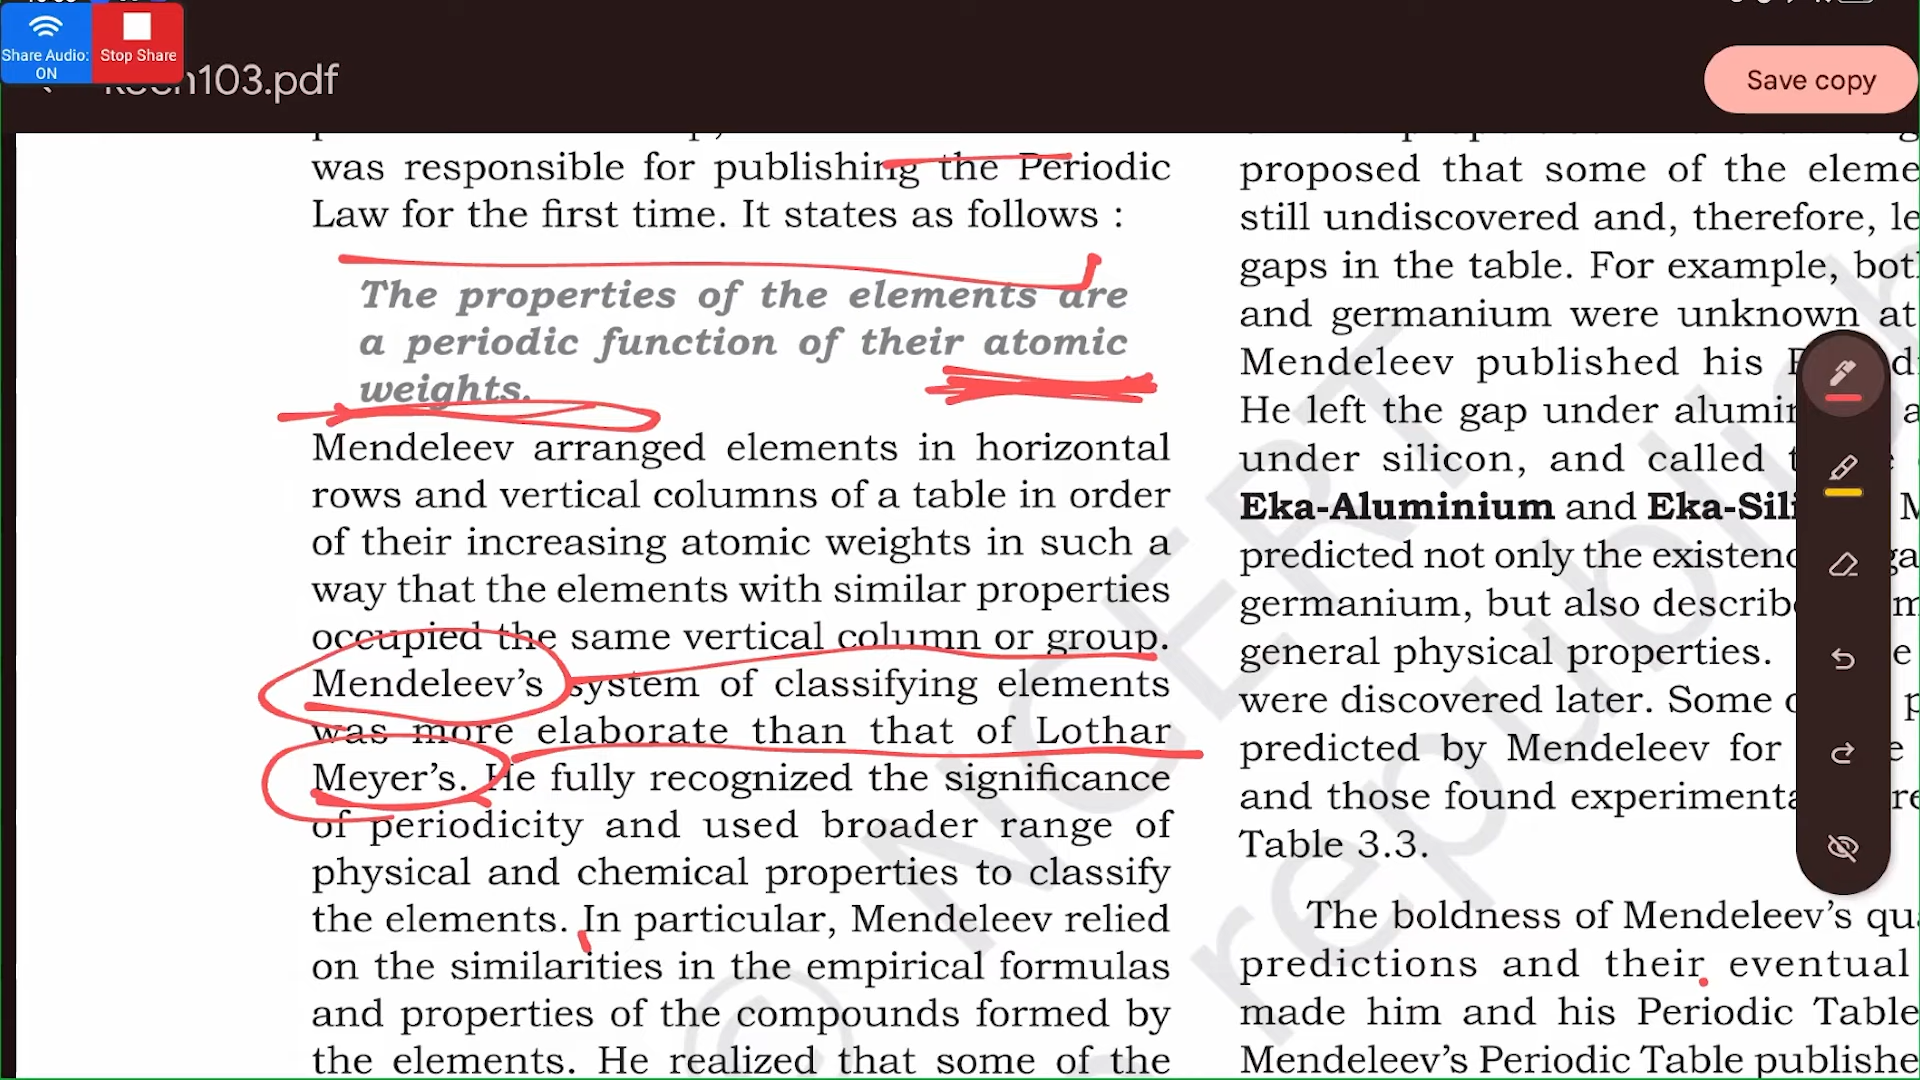 Share Audio:
ON
Stop Share
103.pdf
Save copy
was responsible for publishing the Periodic
Law for the first time. It states as follows :
The properties of the elements are
a periodic function of their atomic
weights.
Mendeleev arranged elements in horizontal
rows and vertical columns of a table in order
of their increasing atomic weights in such a
way that the elements with similar properties
occupied the same vertical column or group.
Mendeleev's system of classifying elements
was more elaborate than that of Lothar
Meyer's. He fully recognized the significance
of periodicity and used broader range of
physical and chemical properties to classify
the elements. In particular, Mendeleev relied
on the similarities in the empirical formulas
and properties of the compounds formed by
the elements. He realized that some of the
proposed that some of the eleme
still undiscovered and, therefore, le
gaps in the table. For example, bot
and germanium were unknown at
Mendeleev published his
He left the gap under alumin
under silicon, and called
Eka-Aluminium and Eka-Sili M
predicted not only the existenc ga
germanium, but also describ
general physical properties.
were discovered later. Some
predicted by Mendeleev for
and those found experimenta
Table 3.3.
The boldness of Mendeleev's qua
predictions and their eventual
made him and his Periodic Table
Mendeleev's Periodic Table publishe
© NCERT
republish